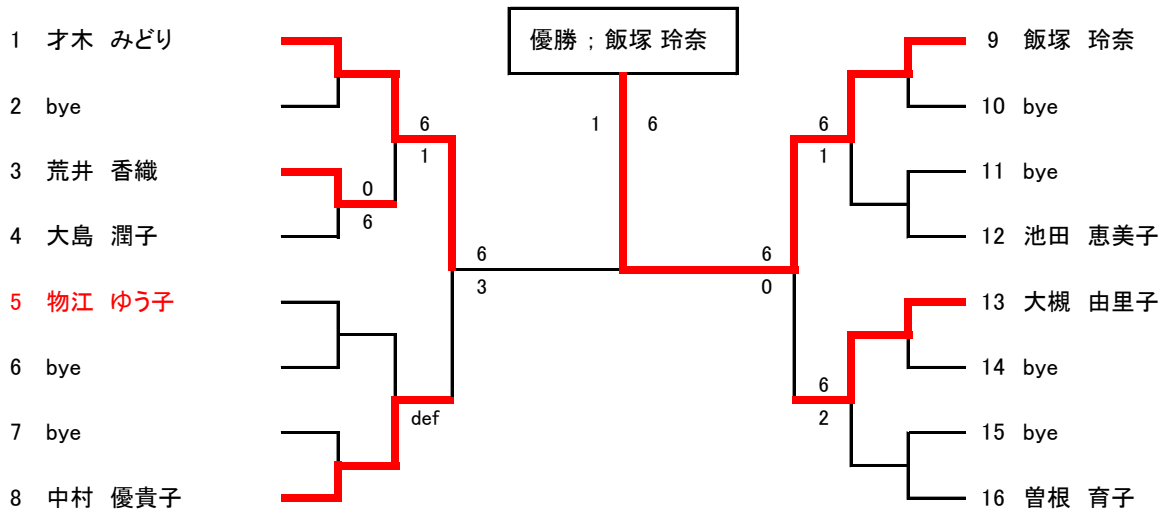 優勝 ; 飯塚 玲奈
1 才木 みどり
2 bye
3 荒井 香織
4 大島 潤子
5 物江 ゆう子
6 bye
7 bye
8 中村 優貴子
6
1
0
6
6
3
def
1 6
6
0
6
1
6
2
9 飯塚 玲奈
10 bye
11 bye
12 池田 恵美子
13 大槻 由里子
14 bye
15 bye
16 曽根 育子